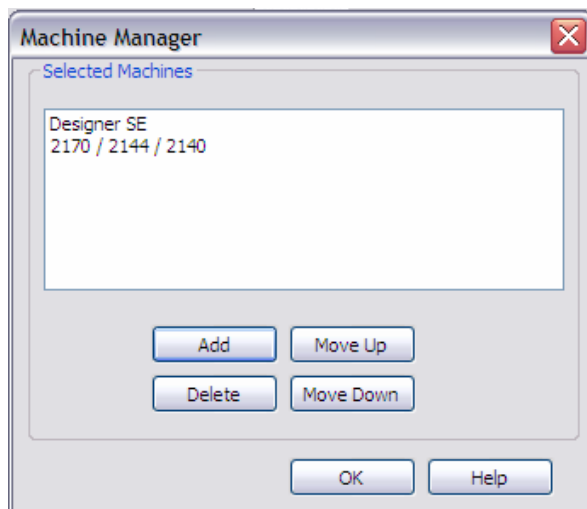 Machine Manager
Selected Machines
Designer SE
2170 / 2144 / 2140
Add
Move Up
Delete
Move Down
OK
Help